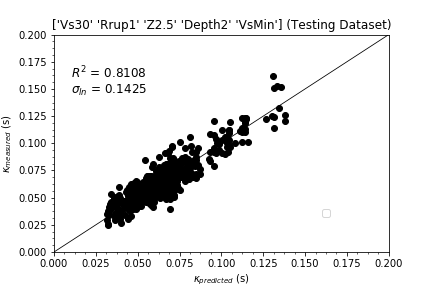 ['Vs30' 'Rrup1' 'Z2.5' 'Depth2' 'VsMin'] (Testing Dataset)
0.200
0.175
0.150
0.125
0.100
0.075
0.050
0.025
0.000
κmeasured (s)
R² = 0.8108
σln = 0.1425
0.000 0.025 0.050 0.075 0.100 0.125 0.150 0.175 0.200
κpredicted (s)